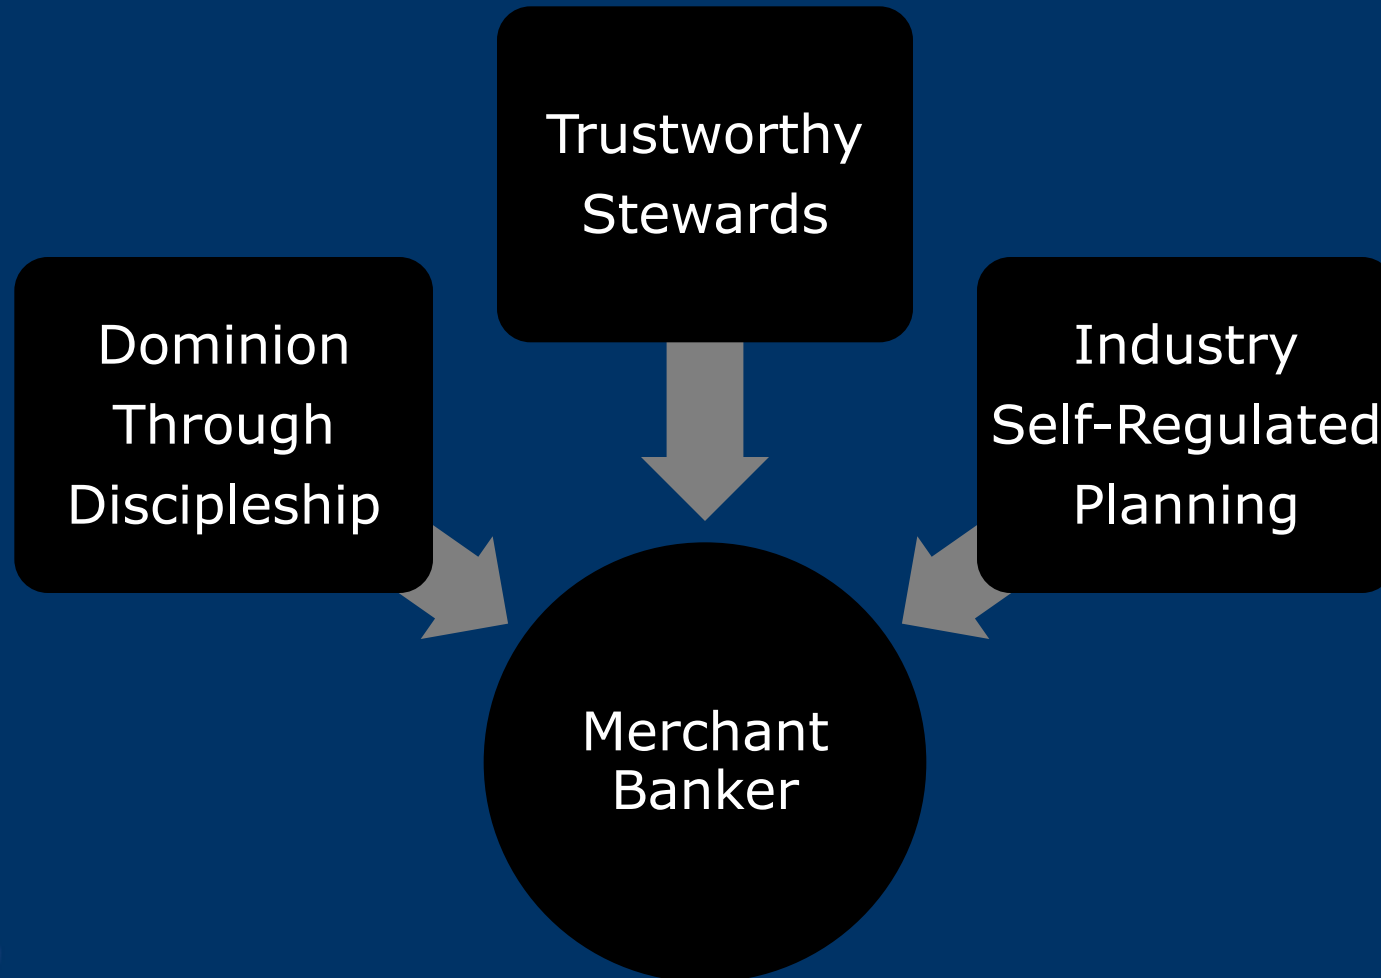 Trustworthy
Stewards
Dominion
Through
Discipleship
Industry
Self-Regulated
Planning
Merchant
Banker